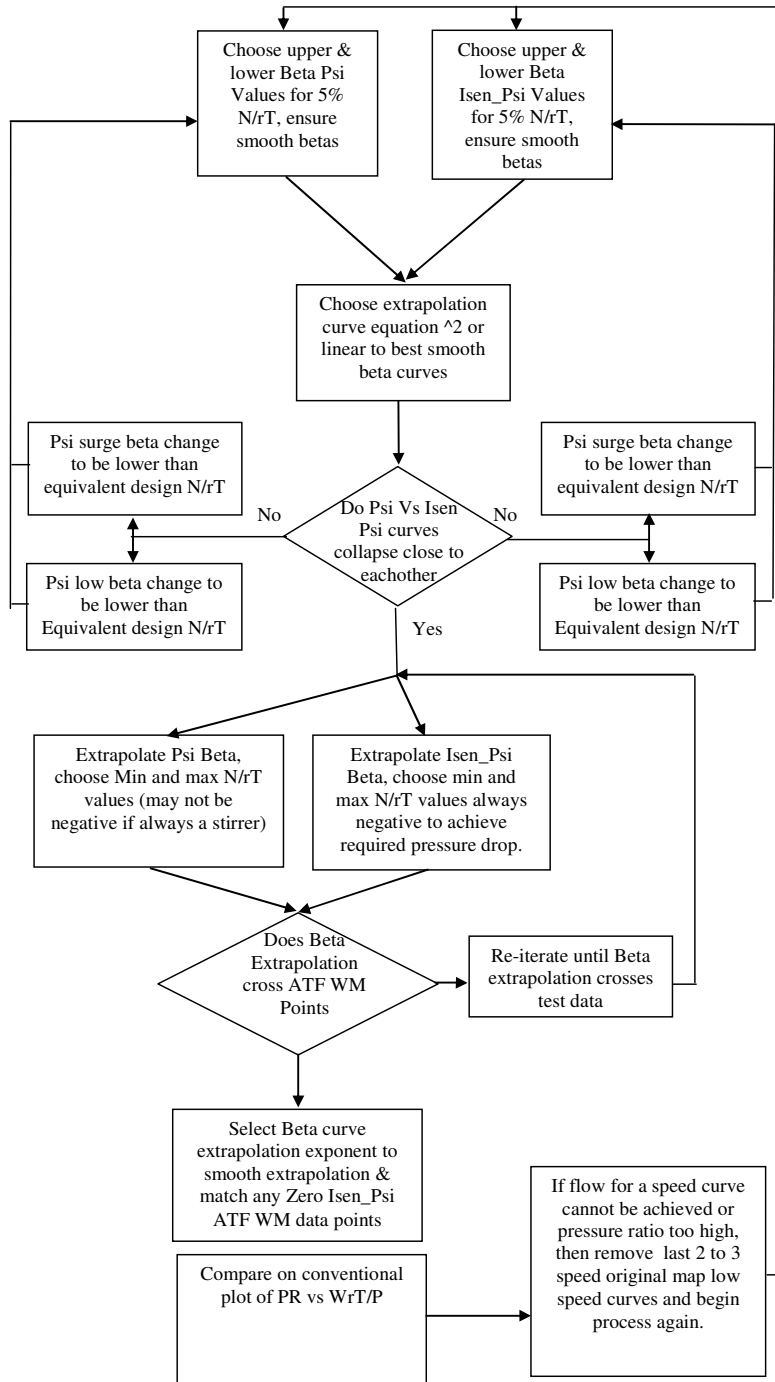 Choose upper &
lower Beta Psi
Values for 5%
N/rT, ensure
smooth betas
Choose upper &
lower Beta
Isen_Psi Values
for 5% N/rT,
ensure smooth
betas
Choose extrapolation
curve equation ^2 or
linear to best smooth
beta curves
Psi surge beta change
to be lower than
equivalent design N/rT
Psi surge beta change
to be lower than
equivalent design N/rT
No
Do Psi Vs Isen
Psi curves
collapse close to
eachother
No
Psi low beta change to
be lower than
Equivalent design N/rT
Psi low beta change to
be lower than
Equivalent design N/rT
Yes
Extrapolate Psi Beta,
choose Min and max N/rT
values (may not be
negative if always a stirrer)
Extrapolate Isen_Psi
Beta, choose min and
max N/rT values always
negative to achieve
required pressure drop.
Does Beta
Extrapolation
cross ATF WM
Points
Re-iterate until Beta
extrapolation crosses
test data
Select Beta curve
extrapolation exponent to
smooth extrapolation &
match any Zero Isen_Psi
ATF WM data points
Compare on conventional
plot of PR vs WrT/P
If flow for a speed curve
cannot be achieved or
pressure ratio too high,
then remove last 2 to 3
speed original map low
speed curves and begin
process again.